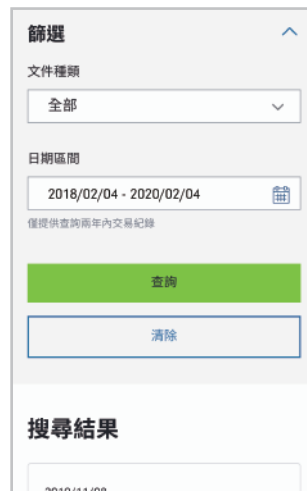 篩選
文件種類
全部
日期區間
2018/02/04 - 2020/02/04
僅提供查詢兩年內交易紀錄
查詢
清除
搜尋結果